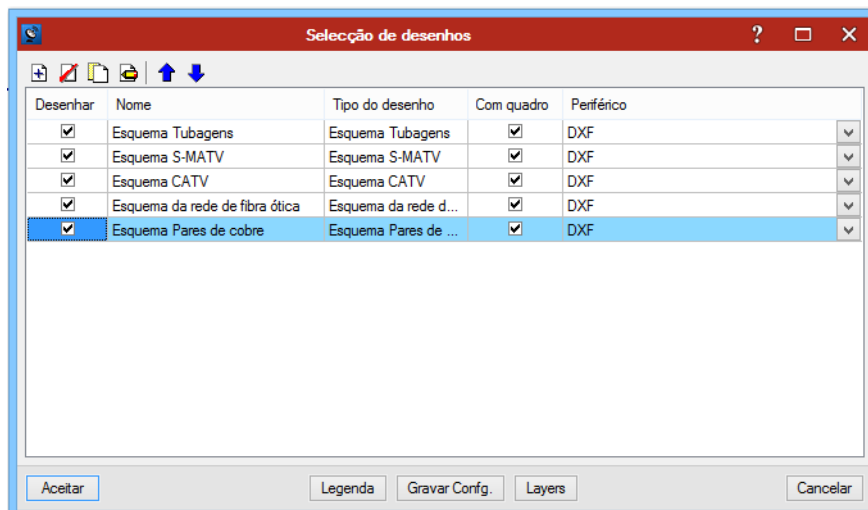 Selecção de desenhos ?
Desenhar Nome Tipo do desenho Com quadro Periférico
Esquema Tubagens Esquema Tubagens DXF
Esquema S-MATV Esquema S-MATV DXF
Esquema CATV Esquema CATV DXF
Esquema da rede de fibra ótica Esquema da rede d... DXF
Esquema Pares de cobre Esquema Pares de ... DXF
Aceitar Legenda Gravar Confg. Layers Cancelar